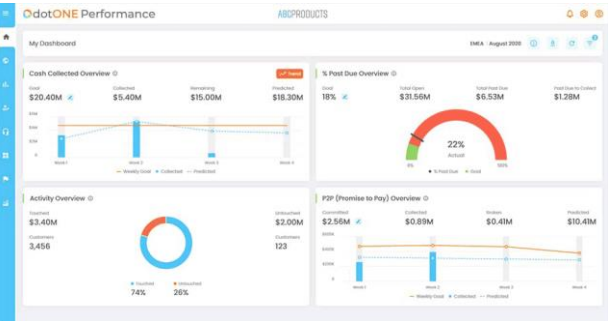 dotONE Performance
ABCPRODUCTS
My Dashboard
EMEA - August 2020
Cash Collected Overview
Trend
Goal Collected Remaining Predicted
$20.40M $5.40M $15.00M $18.30M
Week 1 Week 2 Week 3 Week 4
Weekly Goal Collected Predicted
% Past Due Overview
Goal Total Open Total Past Due Past Due to Collect
18% $31.56M $6.53M $1.28M
22%
Actual
0% 100%
% Past Due Goal
Activity Overview
Touched Untouched
$3.40M $2.00M
Customers Customers
3,456 123
Touched Untouched
74% 26%
P2P (Promise to Pay) Overview
Committed Collected Broken Predicted
$2.56M $0.89M $0.41M $10.41M
Week 1 Week 2 Week 3 Week 4
Weekly Goal Collected Predicted